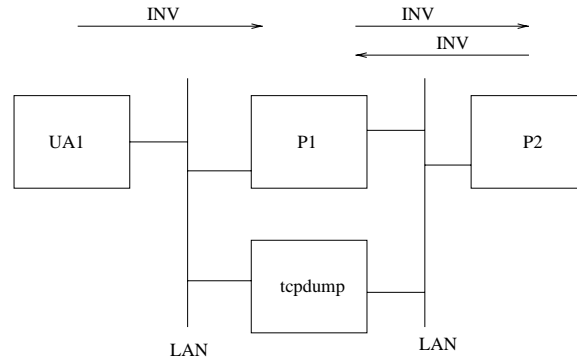 INV
INV
INV
UA1
P1
P2
tcpdump
LAN
LAN